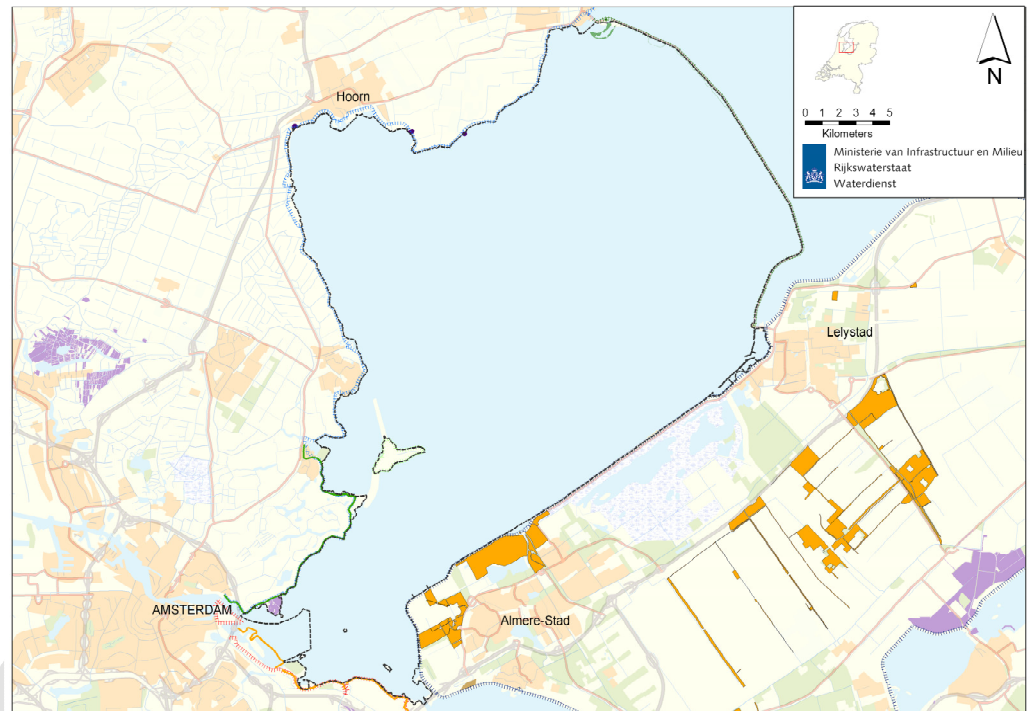 Hoorn
N
0 1 2 3 4 5
Kilometers
Ministerie van Infrastructuur en Milieu
Rijkswaterstaat
Waterdienst
Lelystad
AMSTERDAM
Almere-Stad